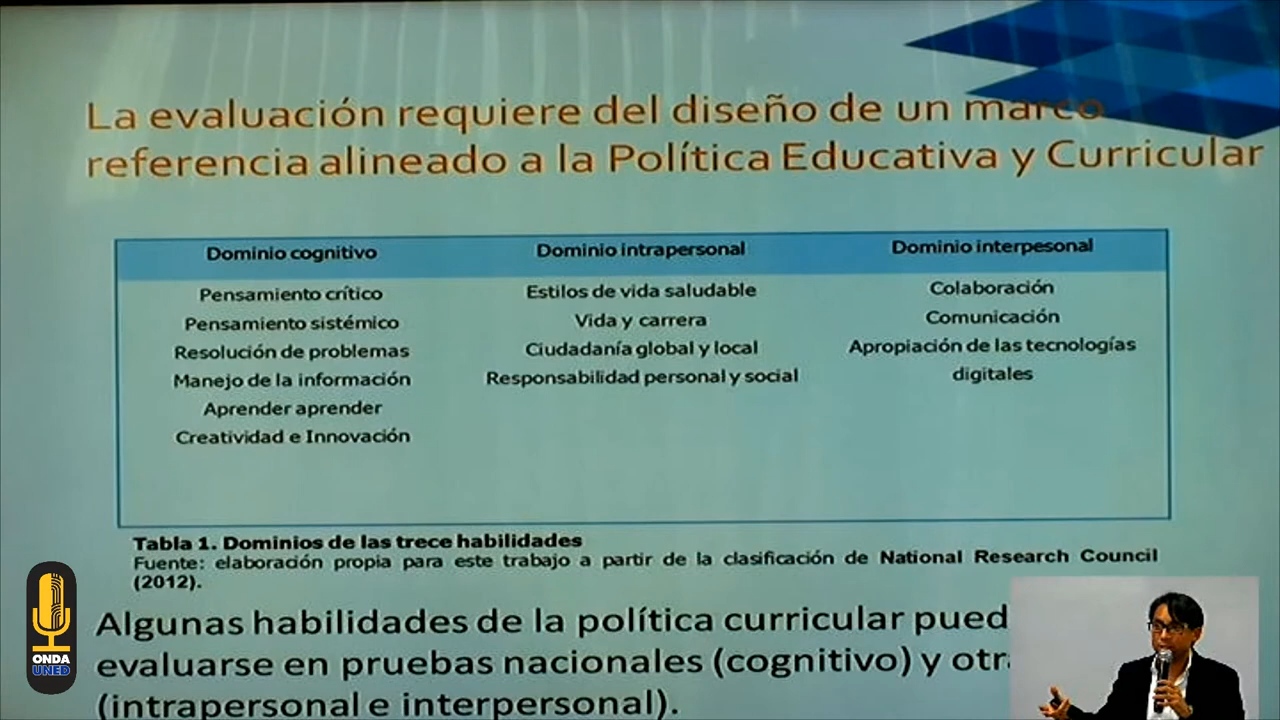 La evaluación requiere del diseño de un marco
referencia alineado a la Política Educativa y Curricular
Dominio cognitivo
Pensamiento crítico
Pensamiento sistémico
Resolución de problemas
Manejo de la información
Aprender aprender
Creatividad e Innovación
Dominio intrapersonal
Estilos de vida saludable
Vida y carrera
Ciudadanía global y local
Responsabilidad personal y social
Dominio interpesonal
Colaboración
Comunicación
Apropiación de las tecnologías
digitales
Tabla 1. Dominios de las trece habilidades
Fuente: elaboración propia para este trabajo a partir de la clasificación de National Research Council
(2012).
Algunas habilidades de la política curricular
evaluarse en pruebas nacionales (cognitivo) y
(intrapersonal e interpersonal).
ONDA
UNED